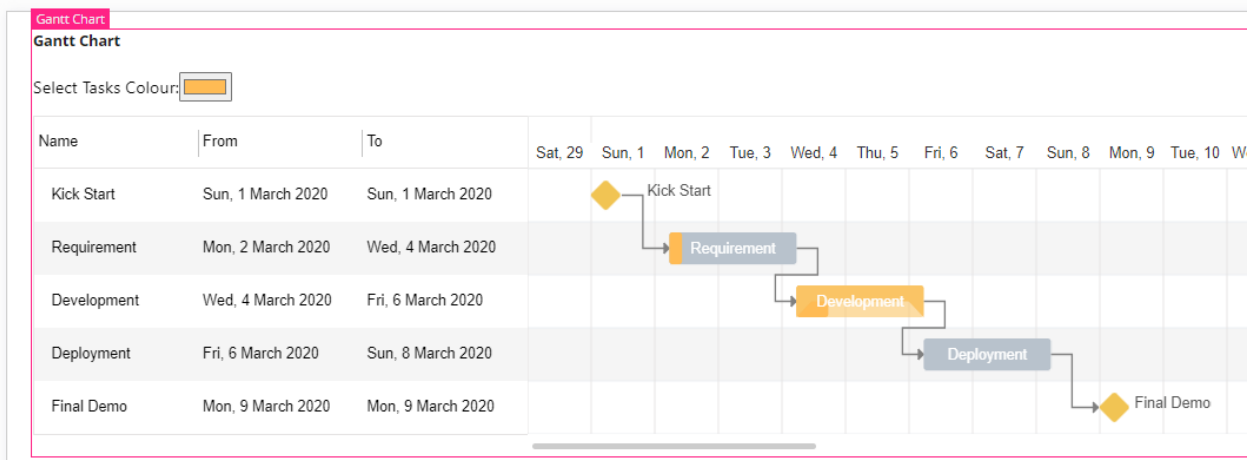 Gantt Chart
Gantt Chart
Select Tasks Colour:
Name From To Sat, 29 Sun, 1 Mon, 2 Tue, 3 Wed, 4 Thu, 5 Fri, 6 Sat, 7 Sun, 8 Mon, 9 Tue, 10
Kick Start Sun, 1 March 2020 Sun, 1 March 2020 Kick Start
Requirement Mon, 2 March 2020 Wed, 4 March 2020 Requirement
Development Wed, 4 March 2020 Fri, 6 March 2020 Development
Deployment Fri, 6 March 2020 Sun, 8 March 2020 Deployment
Final Demo Mon, 9 March 2020 Mon, 9 March 2020 Final Demo